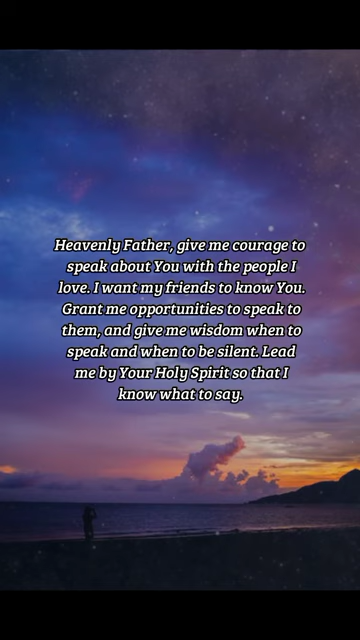 Heavenly Father, give me courage to
speak about You with the people I
love. I want my friends to know You.
Grant me opportunities to speak to
them, and give me wisdom when to
speak and when to be silent. Lead
me by Your Holy Spirit so that I
know what to say.